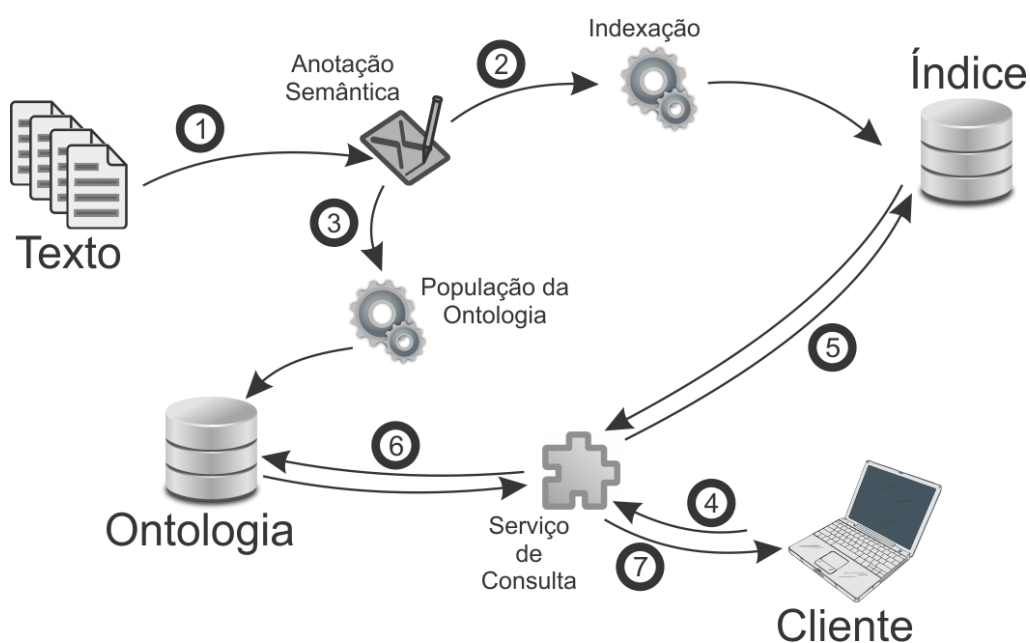 Indexação
2
Anotação
Semântica
Índice
1
Texto
3
População da
Ontologia
5
6
Ontologia
4
Serviço
de
Consulta
7
Cliente